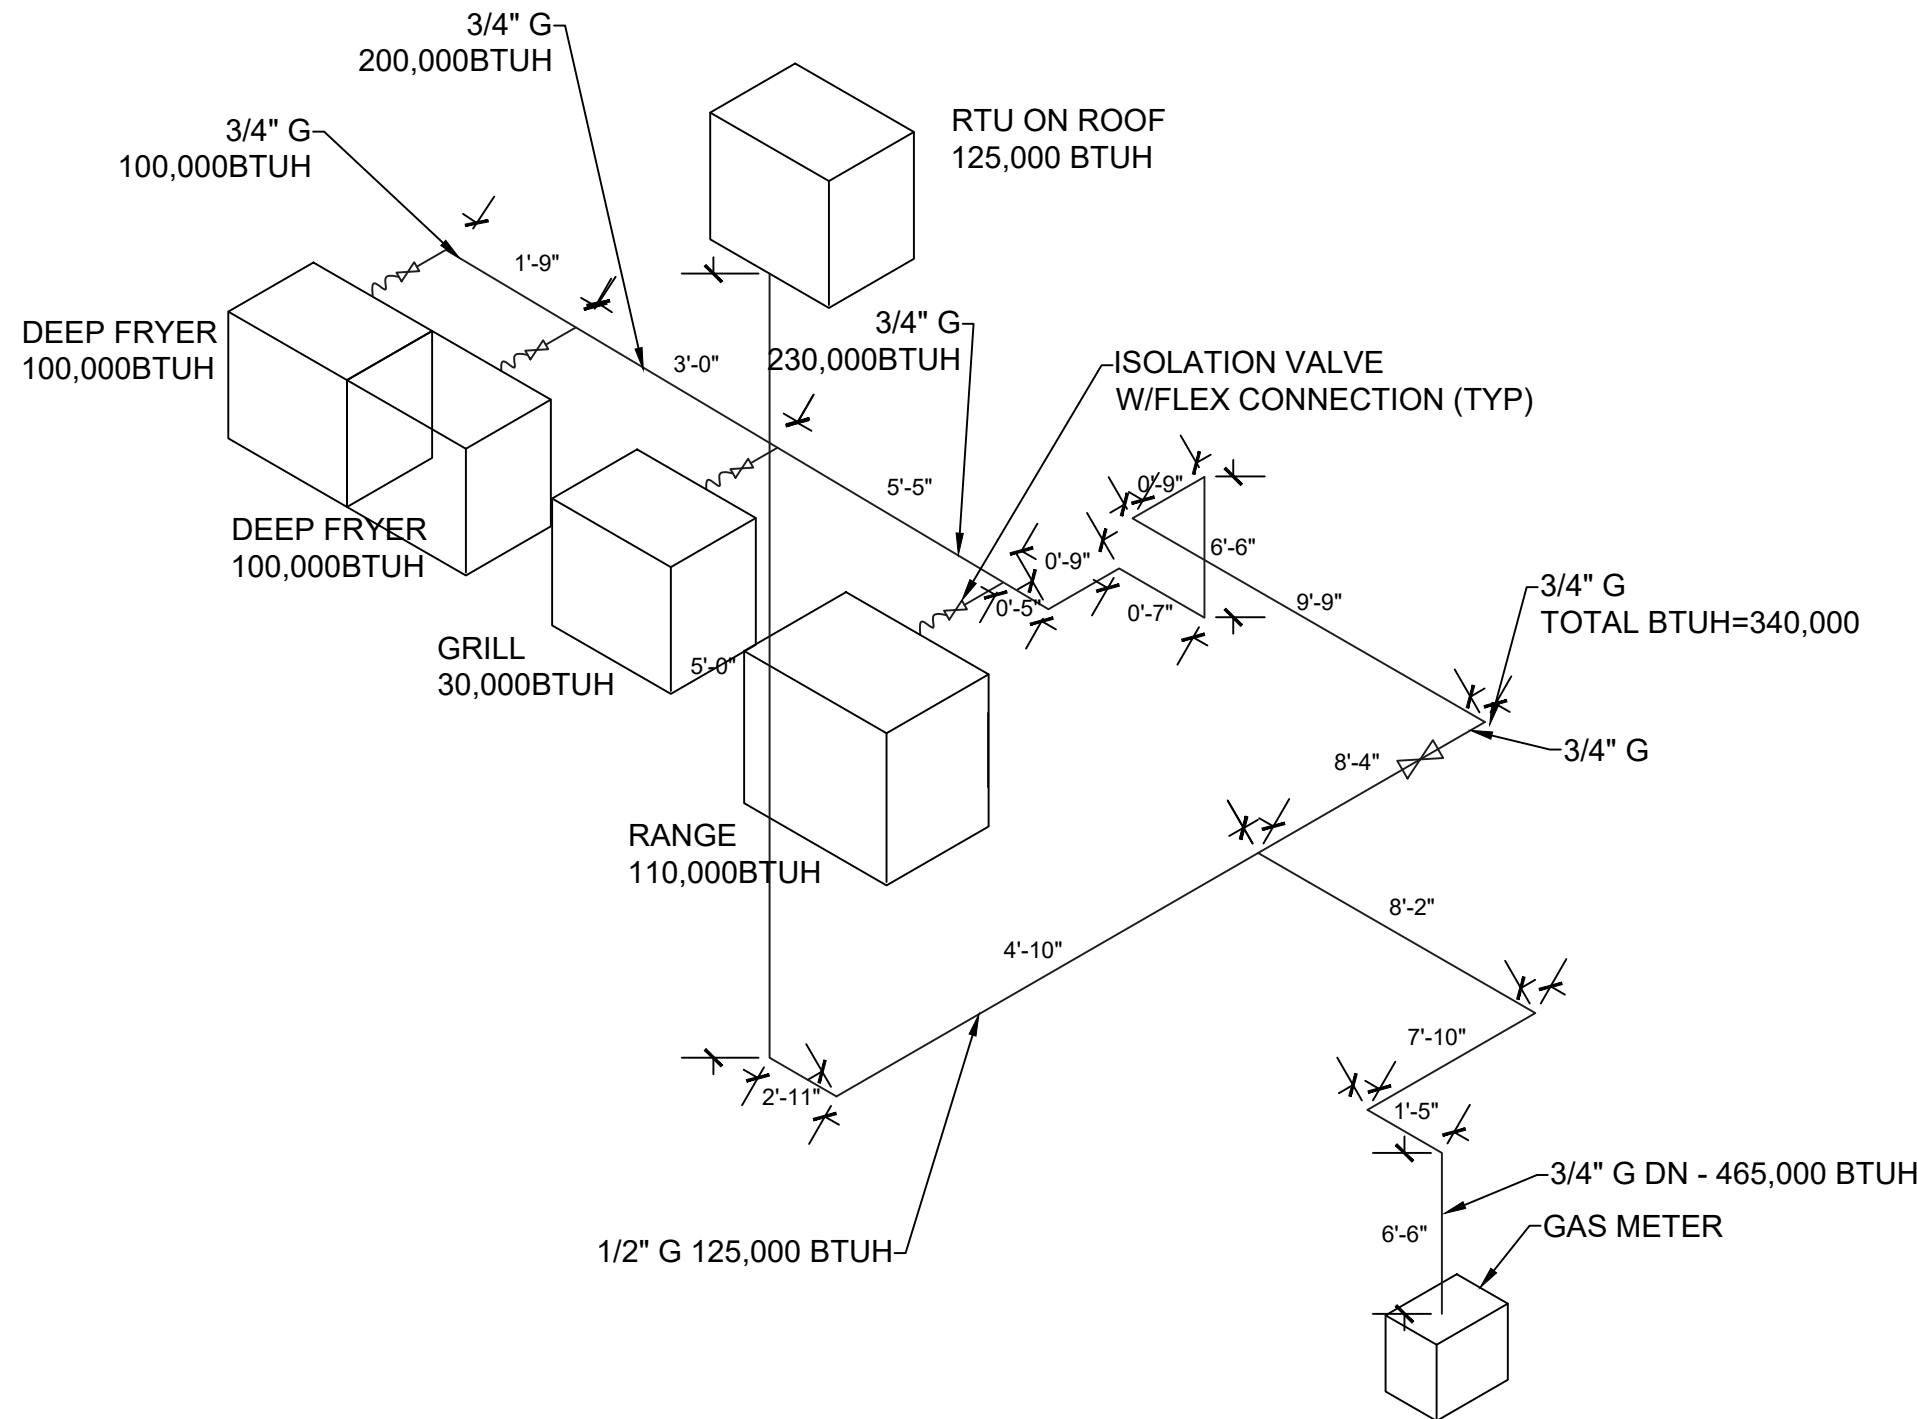 3/4" G
200,000BTUH
3/4" G
100,000BTUH
RTU ON ROOF
125,000 BTUH
1'-9"
DEEP FRYER
100,000BTUH
3'-0"
3/4" G
230,000BTUH
ISOLATION VALVE
W/FLEX CONNECTION (TYP)
5'-5"
0'-9"
DEEP FRYER
100,000BTUH
6'-6"
0'-9"
0'-5"
0'-7"
9'-9"
3/4" G
TOTAL BTUH=340,000
GRILL
30,000BTUH
5'-0"
3/4" G
8'-4"
RANGE
110,000BTUH
8'-2"
4'-10"
7'-10"
2'-11"
1'-5"
3/4" G DN - 465,000 BTUH
GAS METER
6'-6"
1/2" G 125,000 BTUH